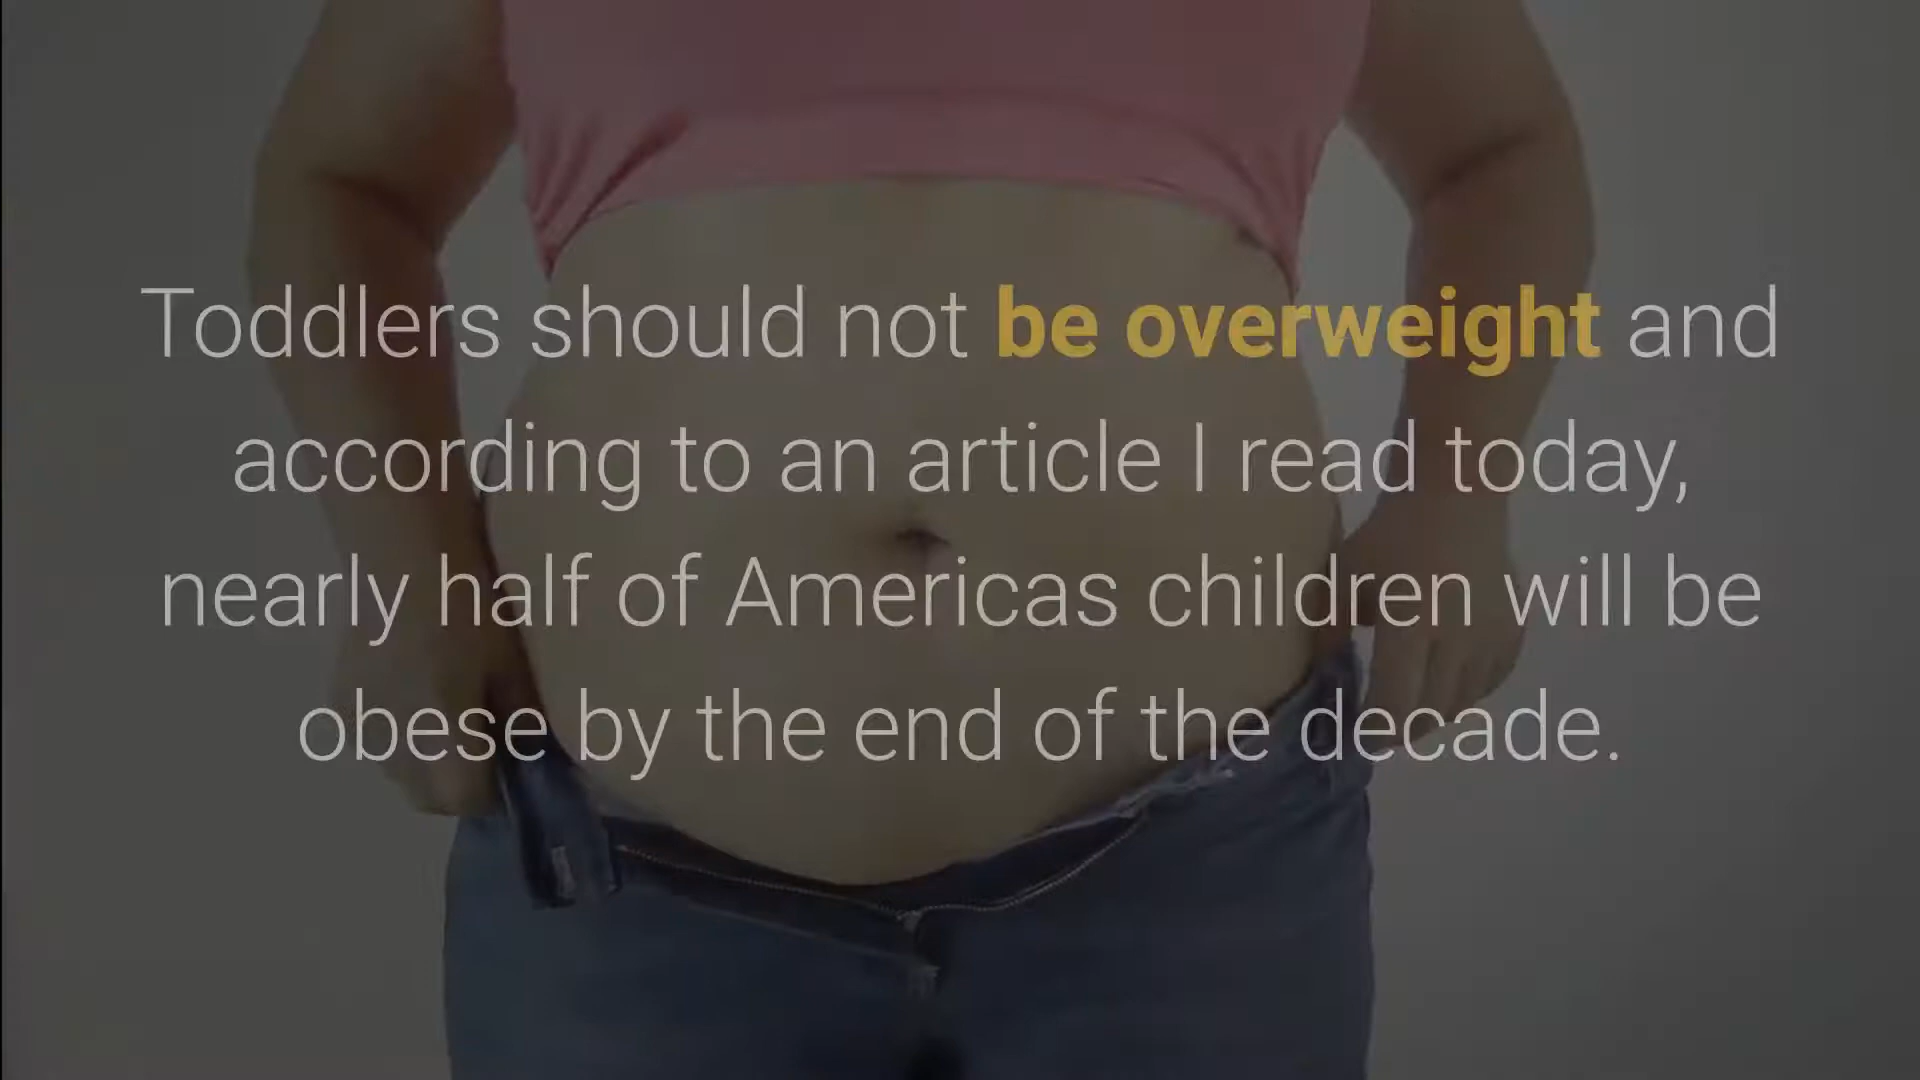 Toddlers should not be overweight and
according to an article I read today,
nearly half of Americas children will be
obese by the end of the decade.